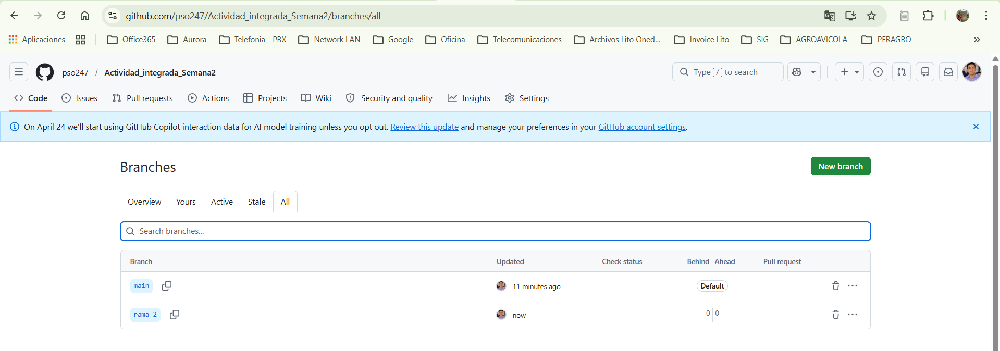 github.com/pso247/Actividad_integrada_Semana2/branches/all
Aplicaciones Office365 Aurora Telefonia - PBX Network LAN Google Oficina Telecomunicaciones Archivos Lito Oned... Invoice Lito SIG AGROAVICOLA PERAGRO
pso247 / Actividad_integrada_Semana2 Type / to search
Code Issues Pull requests Actions Projects Wiki Security and quality Insights Settings
On April 24 we'll start using GitHub Copilot interaction data for AI model training unless you opt out. Review this update and manage your preferences in your GitHub account settings.
Branches New branch
Overview Yours Active Stale All
Search branches...
Branch Updated Check status Behind Ahead Pull request
main 11 minutes ago Default
rama_2 now 0 0